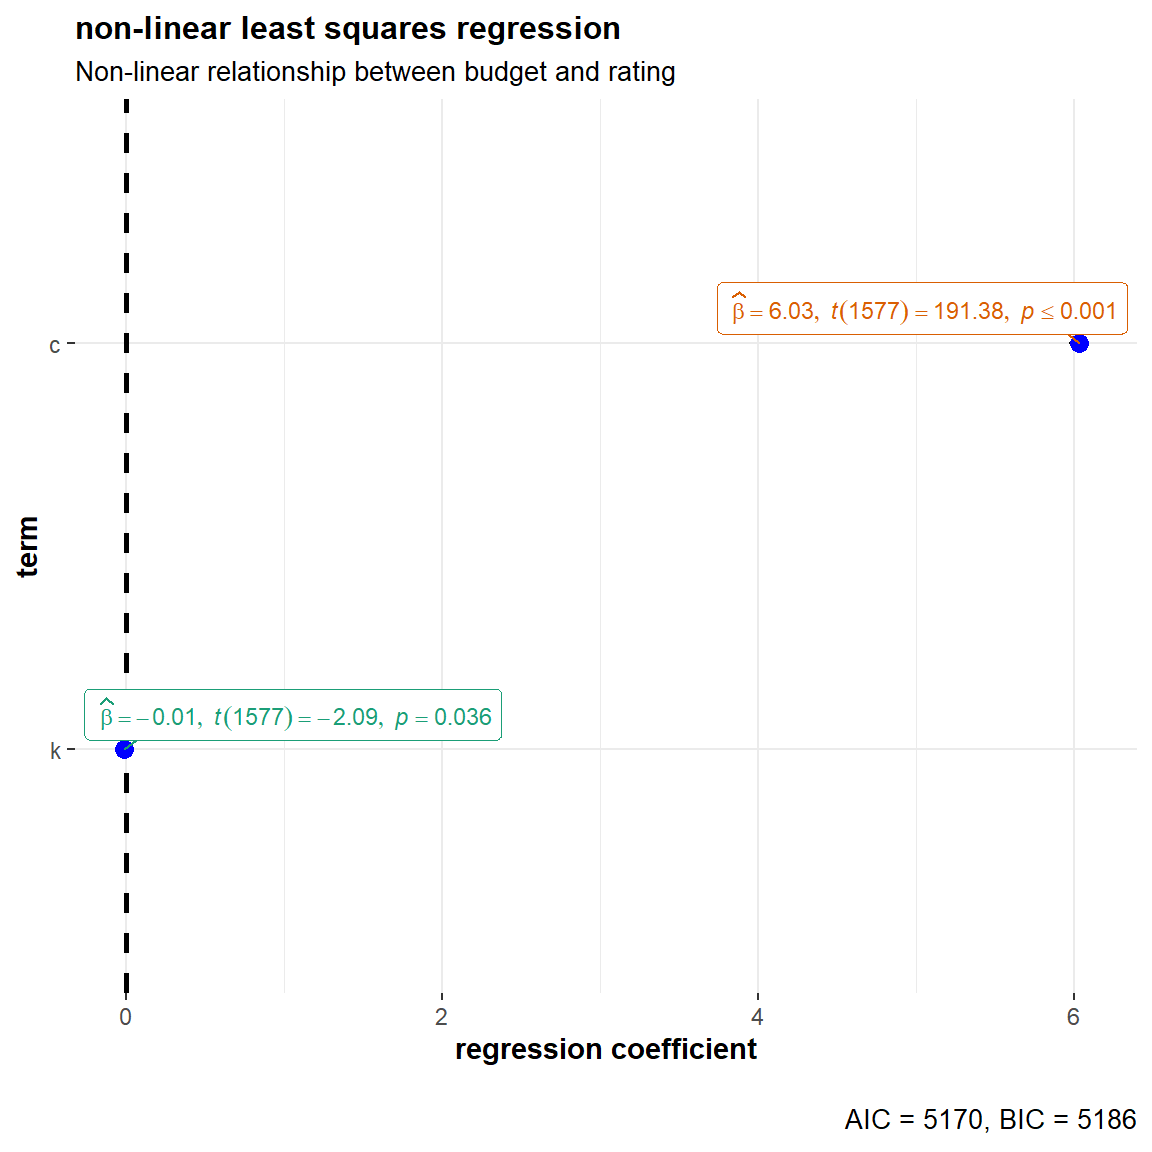 non-linear least squares regression
Non-linear relationship between budget and rating
term
c
k
β̂ = 6.03, t(1577) = 191.38, p ≤ 0.001
β̂ = −0.01, t(1577) = −2.09, p = 0.036
0 2 4 6
regression coefficient
AIC = 5170, BIC = 5186